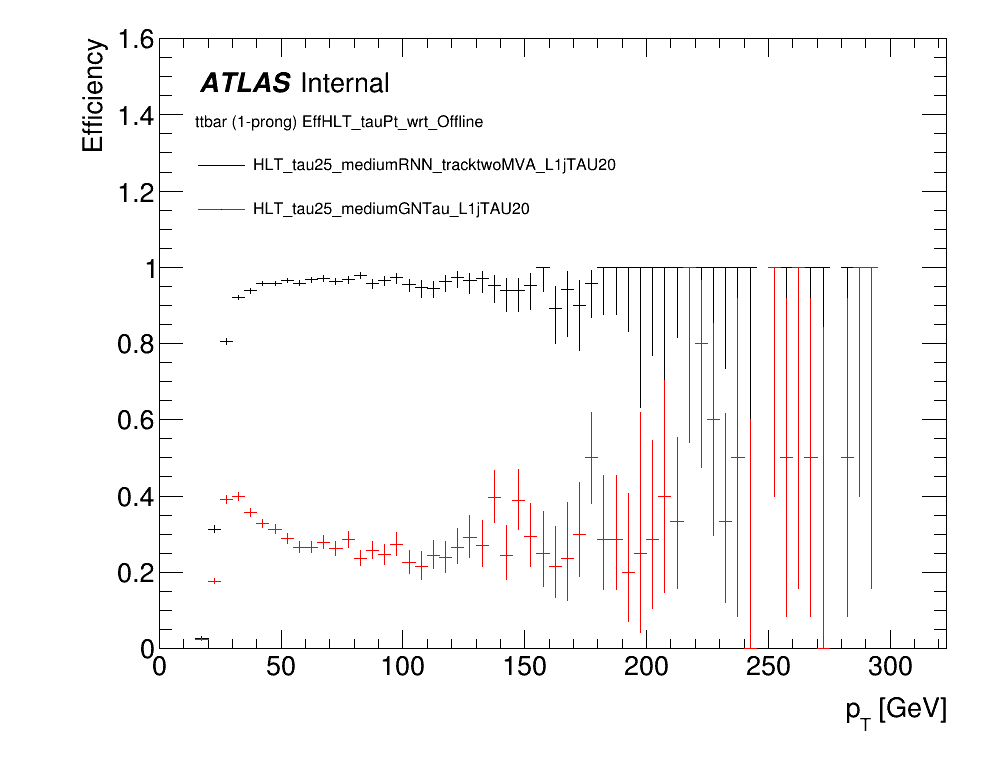 Efficiency
1.6
1.4
1.2
1
0.8
0.6
0.4
0.2
0
ATLAS Internal
ttbar (1-prong) EffHLT_tauPt_wrt_Offline
HLT_tau25_mediumRNN_tracktwoMVA_L1jTAU20
HLT_tau25_mediumGNTau_L1jTAU20
0 50 100 150 200 250 300
pT [GeV]